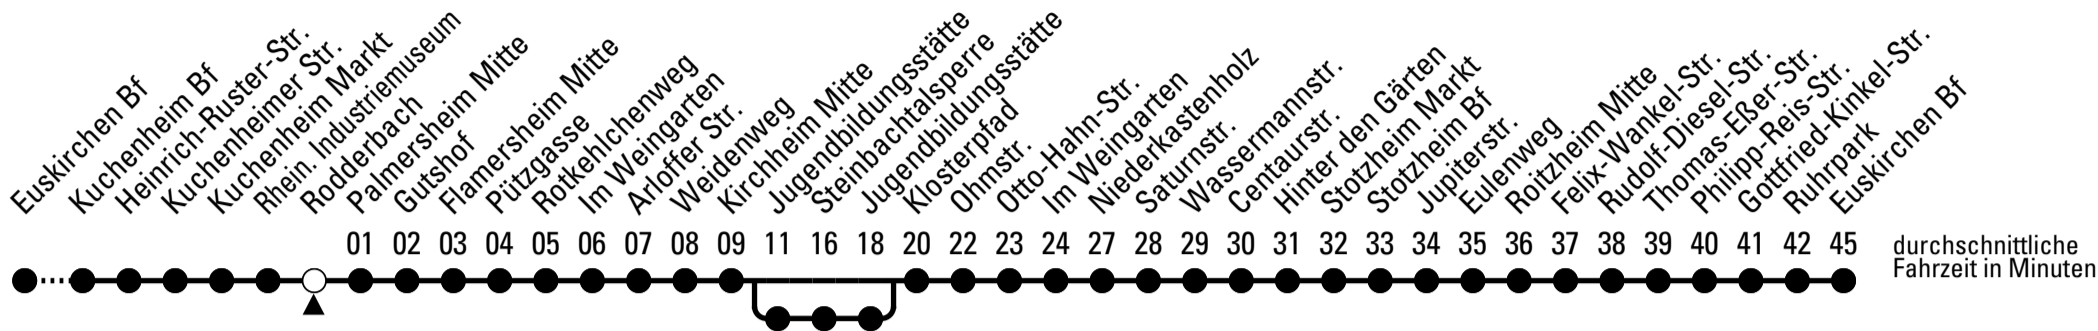 Euskirchen Bf
Kuchenheim Bf
Heinrich-Ruster-Str.
Kuchenheimer Str.
Kuchenheim Markt
Rhein. Industriemuseum
Rodderbach
Palmersheim Mitte
Gutshof
Flamersheim Mitte
Pützgasse
Rotkehlchenweg
Im Weingarten
Arloffer Str.
Weidenweg
Kirchheim Mitte
Jugendbildungsstätte
Steinbachtalsperre
Jugendbildungsstätte
Klosterpfad
Ohmstr.
Otto-Hahn-Str.
Im Weingarten
Niederkastenholz
Saturnstr.
Wassermannstr.
Centaurstr.
Hinter den Gärten
Stotzheim Markt
Stotzheim Bf
Jupiterstr.
Eulenweg
Roitzheim Mitte
Felix-Wankel-Str.
Rudolf-Diesel-Str.
Thomas-Eßer-Str.
Philipp-Reis-Str.
Gottfried-Kinkel-Str.
Ruhrpark
Euskirchen Bf
01 02 03 04 05 06 07 08 09 11 16 18 20 22 23 24 27 28 29 30 31 32 33 34 35 36 37 38 39 40 41 42 45
durchschnittliche
Fahrzeit in Minuten